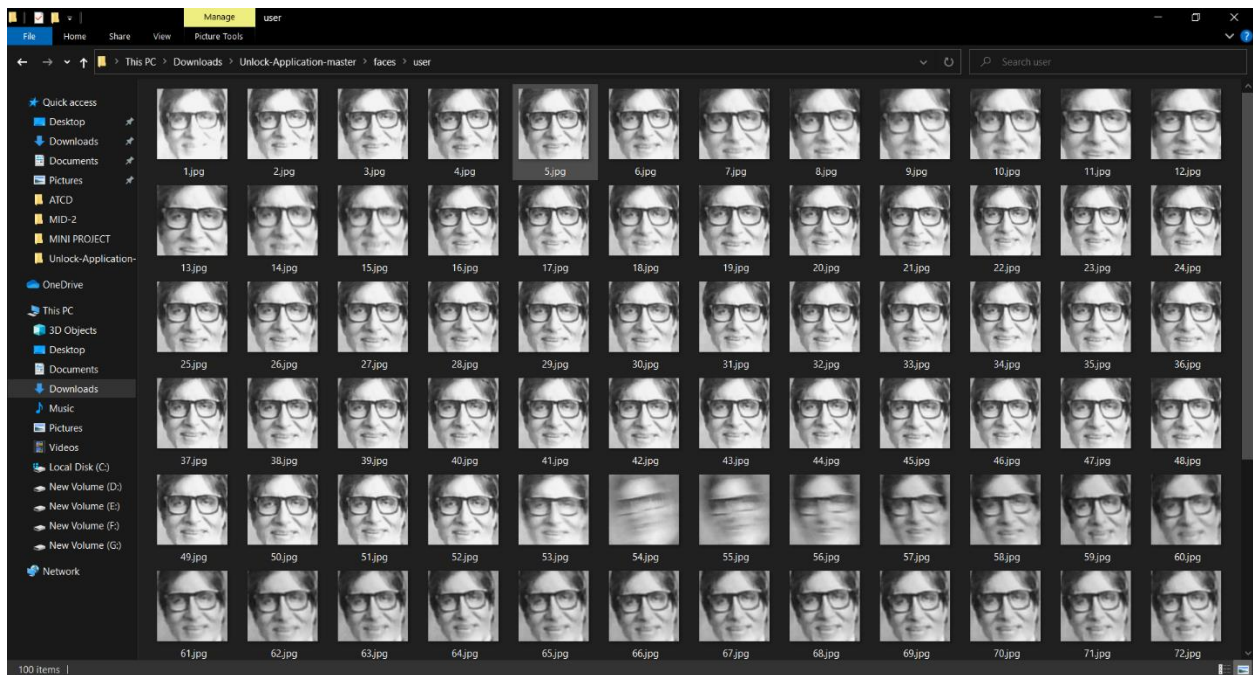 Manage user
File Home Share View Picture Tools
This PC > Downloads > Unlock-Application-master > faces > user
Search user
Quick access
Desktop
Downloads
Documents
Pictures
ATCD
MID-2
MINI PROJECT
Unlock-Application-
OneDrive
This PC
3D Objects
Desktop
Documents
Downloads
Music
Pictures
Videos
Local Disk (C:)
New Volume (D:)
New Volume (E:)
New Volume (F:)
New Volume (G:)
Network
1.jpg 2.jpg 3.jpg 4.jpg 5.jpg 6.jpg 7.jpg 8.jpg 9.jpg 10.jpg 11.jpg 12.jpg
13.jpg 14.jpg 15.jpg 16.jpg 17.jpg 18.jpg 19.jpg 20.jpg 21.jpg 22.jpg 23.jpg 24.jpg
25.jpg 26.jpg 27.jpg 28.jpg 29.jpg 30.jpg 31.jpg 32.jpg 33.jpg 34.jpg 35.jpg 36.jpg
37.jpg 38.jpg 39.jpg 40.jpg 41.jpg 42.jpg 43.jpg 44.jpg 45.jpg 46.jpg 47.jpg 48.jpg
49.jpg 50.jpg 51.jpg 52.jpg 53.jpg 54.jpg 55.jpg 56.jpg 57.jpg 58.jpg 59.jpg 60.jpg
61.jpg 62.jpg 63.jpg 64.jpg 65.jpg 66.jpg 67.jpg 68.jpg 69.jpg 70.jpg 71.jpg 72.jpg
100 items